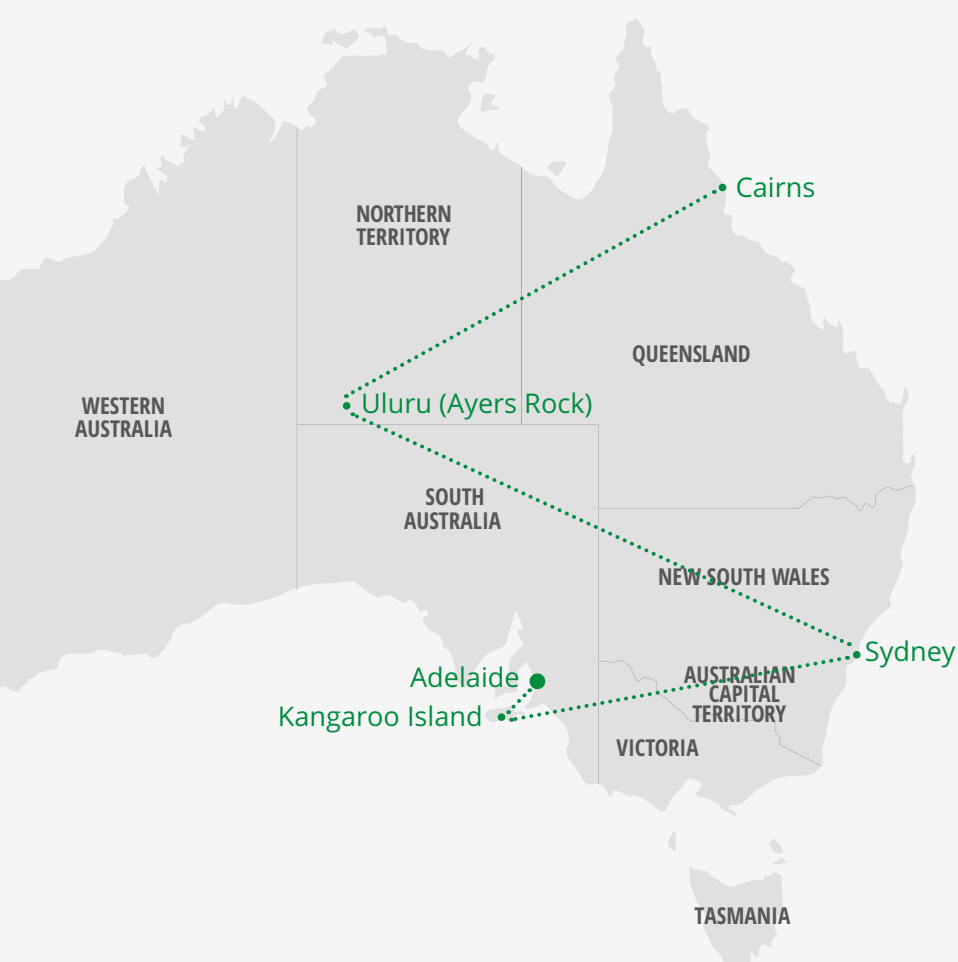 Cairns
NORTHERN
TERRITORY
QUEENSLAND
WESTERN
AUSTRALIA
Uluru (Ayers Rock)
SOUTH
AUSTRALIA
NEW SOUTH WALES
Sydney
Adelaide
AUSTRALIAN
CAPITAL
TERRITORY
Kangaroo Island
VICTORIA
TASMANIA